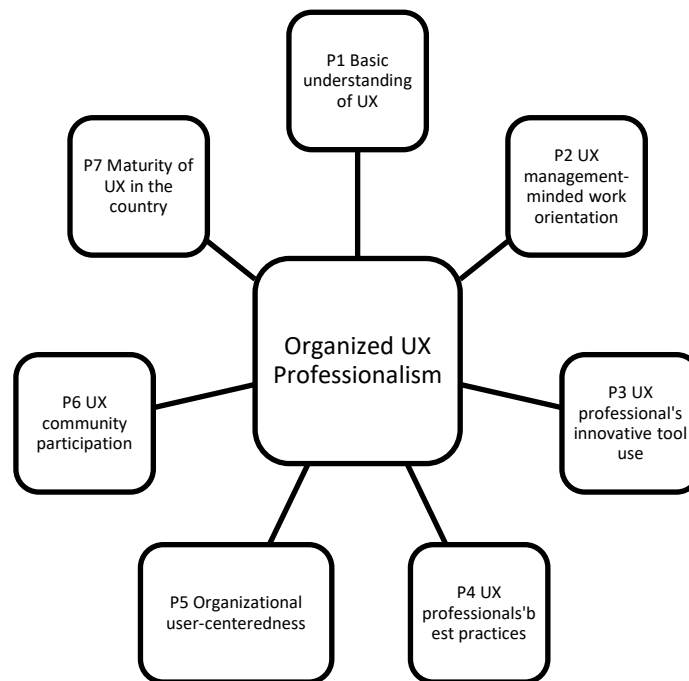 P1 Basic
understanding
of UX
P2 UX
management-
minded work
orientation
P3 UX
professional's
innovative tool
use
P4 UX
professionals'b
est practices
P5 Organizational
user-centeredness
P6 UX
community
participation
P7 Maturity of
UX in the
country
Organized UX
Professionalism